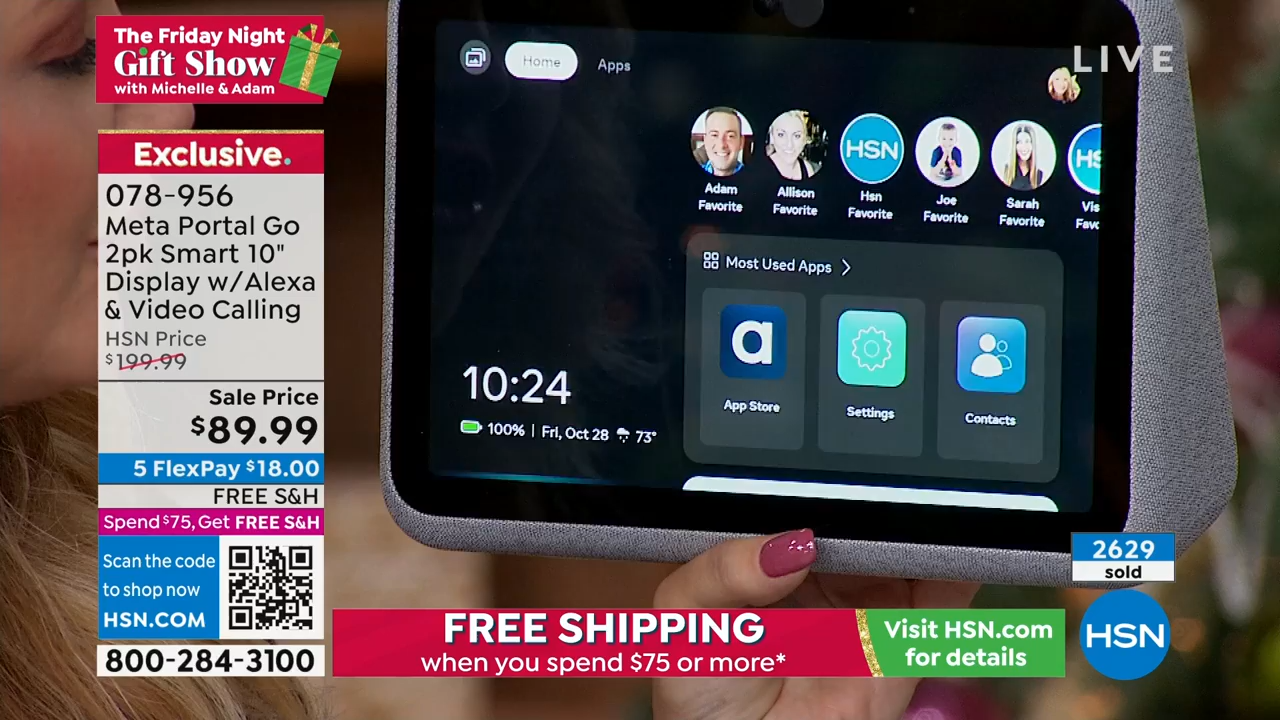 The Friday Night
Gift Show
with Michelle & Adam
Exclusive.
078-956
Meta Portal Go
2pk Smart 10"
Display w/Alexa
& Video Calling
HSN Price
$199.99
Sale Price
$89.99
5 FlexPay $18.00
FREE S&H
Spend $75, Get FREE S&H
Scan the code
to shop now
HSN.COM
800-284-3100
LIVE
Home
Apps
HSN
HS
Adam
Favorite
Allison
Favorite
Hsn
Favorite
Joe
Favorite
Sarah
Favorite
Vis
Favo
Most Used Apps
a
App Store
Settings
Contacts
10:24
100% | Fri, Oct 28 73°
2629
sold
FREE SHIPPING
when you spend $75 or more*
Visit HSN.com
for details
HSN